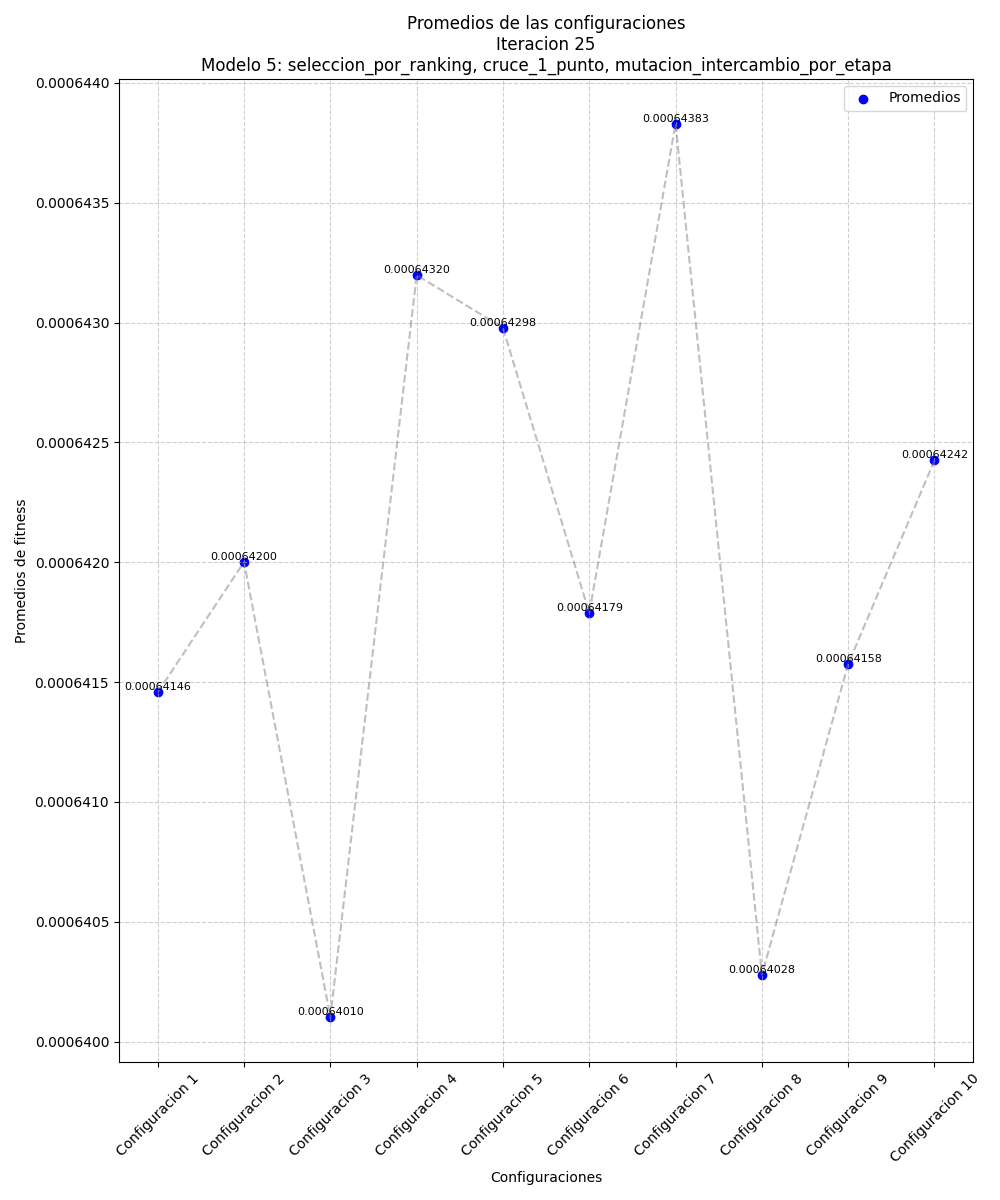 Promedios de las configuraciones
Iteracion 25
Modelo 5: seleccion_por_ranking, cruce_1_punto, mutacion_intercambio_por_etapa
Promedios
0.0006440
0.0006435
0.0006430
0.0006425
0.0006420
0.0006415
0.0006410
0.0006405
0.0006400
Promedios de fitness
0.00064146
0.00064200
0.00064010
0.00064320
0.00064298
0.00064179
0.00064383
0.00064028
0.00064158
0.00064242
Configuracion 1
Configuracion 2
Configuracion 3
Configuracion 4
Configuracion 5
Configuracion 6
Configuracion 7
Configuracion 8
Configuracion 9
Configuracion 10
Configuraciones